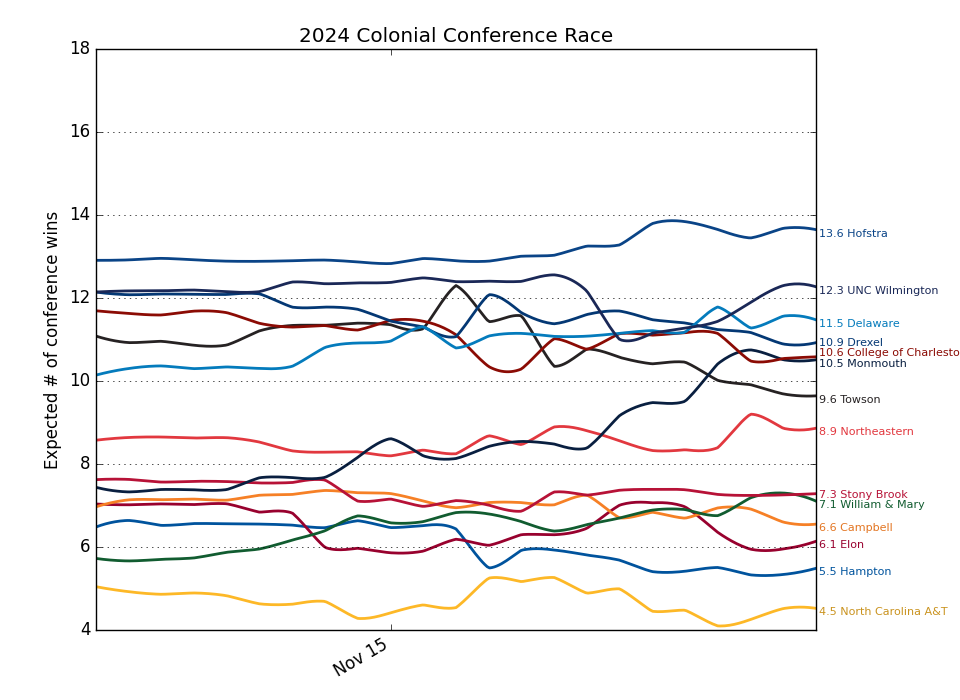 2024 Colonial Conference Race
18
16
14
12
10
8
6
4
Expected # of conference wins
Nov 15
13.6 Hofstra
12.3 UNC Wilmington
11.5 Delaware
10.9 Drexel
10.6 College of Charlesto
10.5 Monmouth
9.6 Towson
8.9 Northeastern
7.3 Stony Brook
7.1 William & Mary
6.6 Campbell
6.1 Elon
5.5 Hampton
4.5 North Carolina A&T